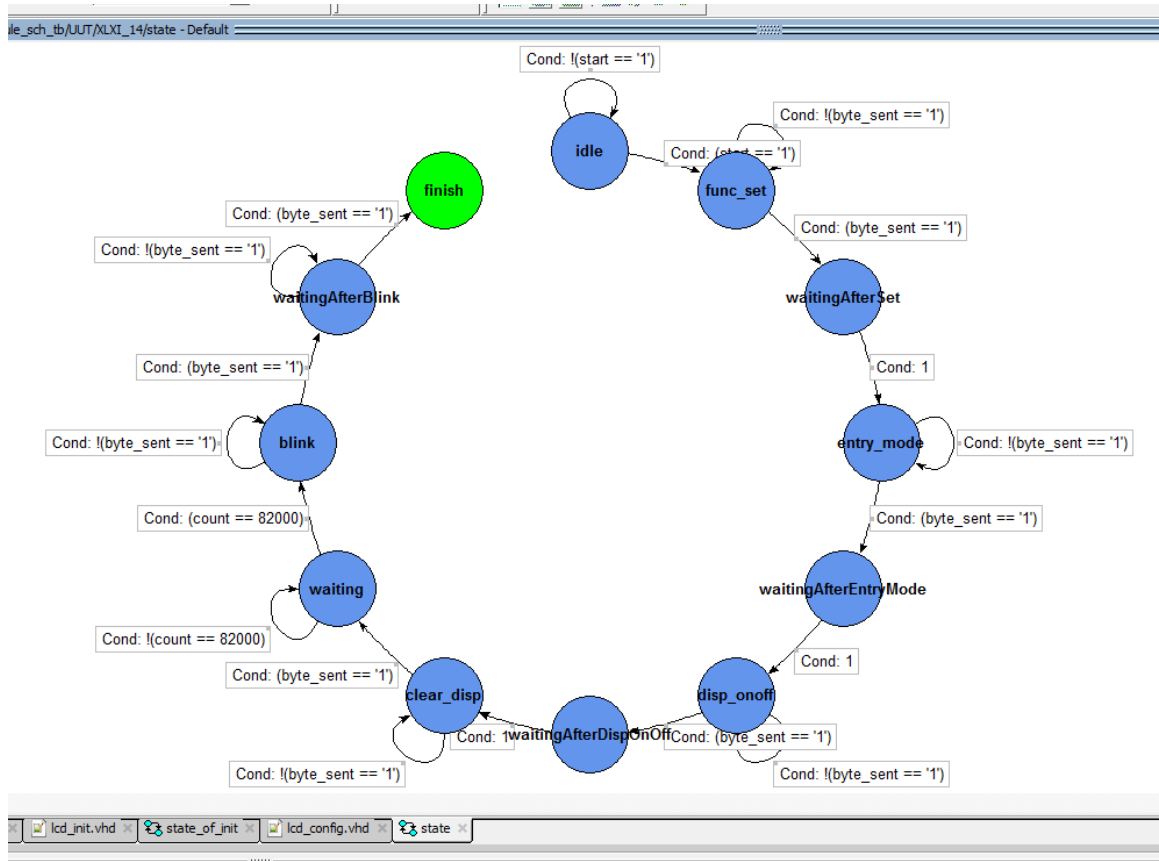 ule_sch_tb/UUT/XLXI_14/state - Default
Cond: !(start == '1')
idle
Cond: !(byte_sent == '1')
Cond: (start == '1')
func_set
finish
Cond: (byte_sent == '1')
Cond: (byte_sent == '1')
Cond: !(byte_sent == '1')
waitingAfterBlink
waitingAfterSet
Cond: (byte_sent == '1')
Cond: 1
Cond: !(byte_sent == '1')
blink
entry_mode
Cond: !(byte_sent == '1')
Cond: (count == 82000)
Cond: (byte_sent == '1')
waiting
waitingAfterEntryMode
Cond: !(count == 82000)
Cond: 1
Cond: (byte_sent == '1')
clear_disp
disp_onoff
Cond: 1
waitingAfterDispOnOff
Cond: (byte_sent == '1')
Cond: !(byte_sent == '1')
Cond: !(byte_sent == '1')
lcd_init.vhd
state_of_init
lcd_config.vhd
state